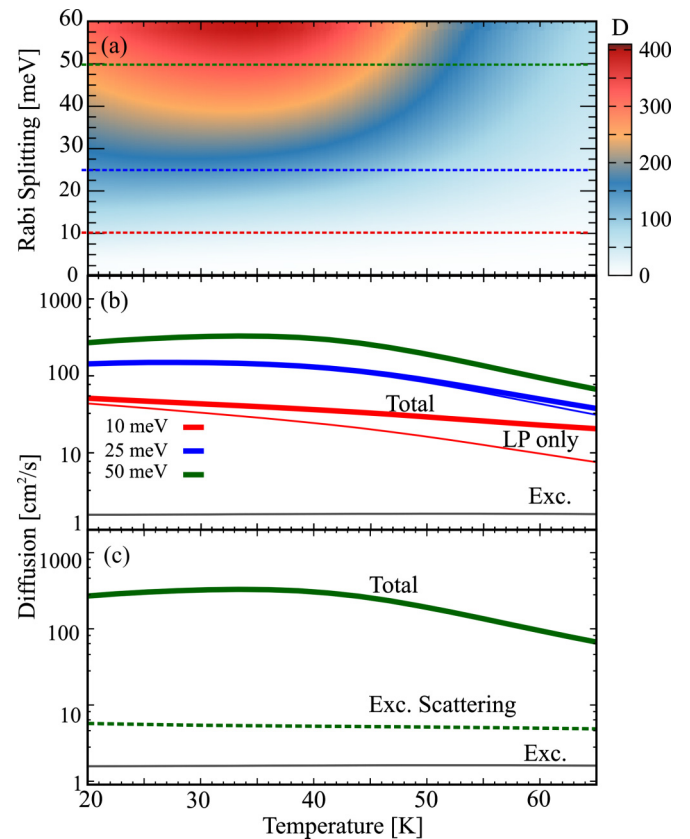 (a)
D
Rabi Splitting [meV]
60
50
40
30
20
10
0
400
300
200
100
0
(b)
1000
100
10
1
Total
LP only
10 meV
25 meV
50 meV
Exc.
Diffusion [cm²/s]
(c)
1000
100
10
1
Total
Exc. Scattering
Exc.
20
30
40
50
60
Temperature [K]